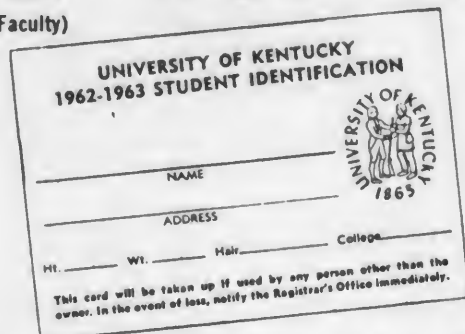 Faculty)
UNIVERSITY OF KENTUCKY
1962-1963 STUDENT IDENTIFICATION
UNIVERSITY OF KENTUCKY
1865
NAME
ADDRESS
Ht. Wt. Hair College
This card will be taken up if used by any person other than the
owner. In the event of loss, notify the Registrar's Office immediately.